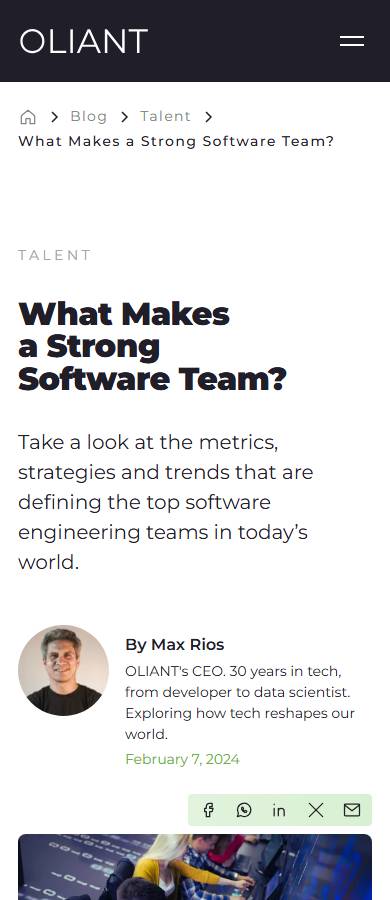 OLIANT
Blog
Talent
What Makes a Strong Software Team?
TALENT
What Makes
a Strong
Software Team?
Take a look at the metrics,
strategies and trends that are
defining the top software
engineering teams in today’s
world.
By Max Rios
OLIANT's CEO. 30 years in tech,
from developer to data scientist.
Exploring how tech reshapes our
world.
February 7, 2024